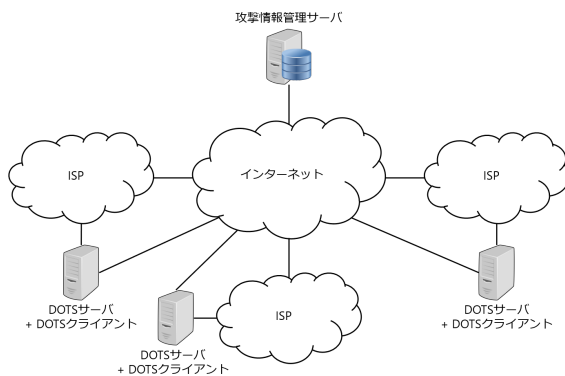 攻撃情報管理サーバ
ISP
インターネット
ISP
DOTSサーバ
+ DOTSクライアント
ISP
DOTSサーバ
+ DOTSクライアント
DOTSサーバ
+ DOTSクライアント